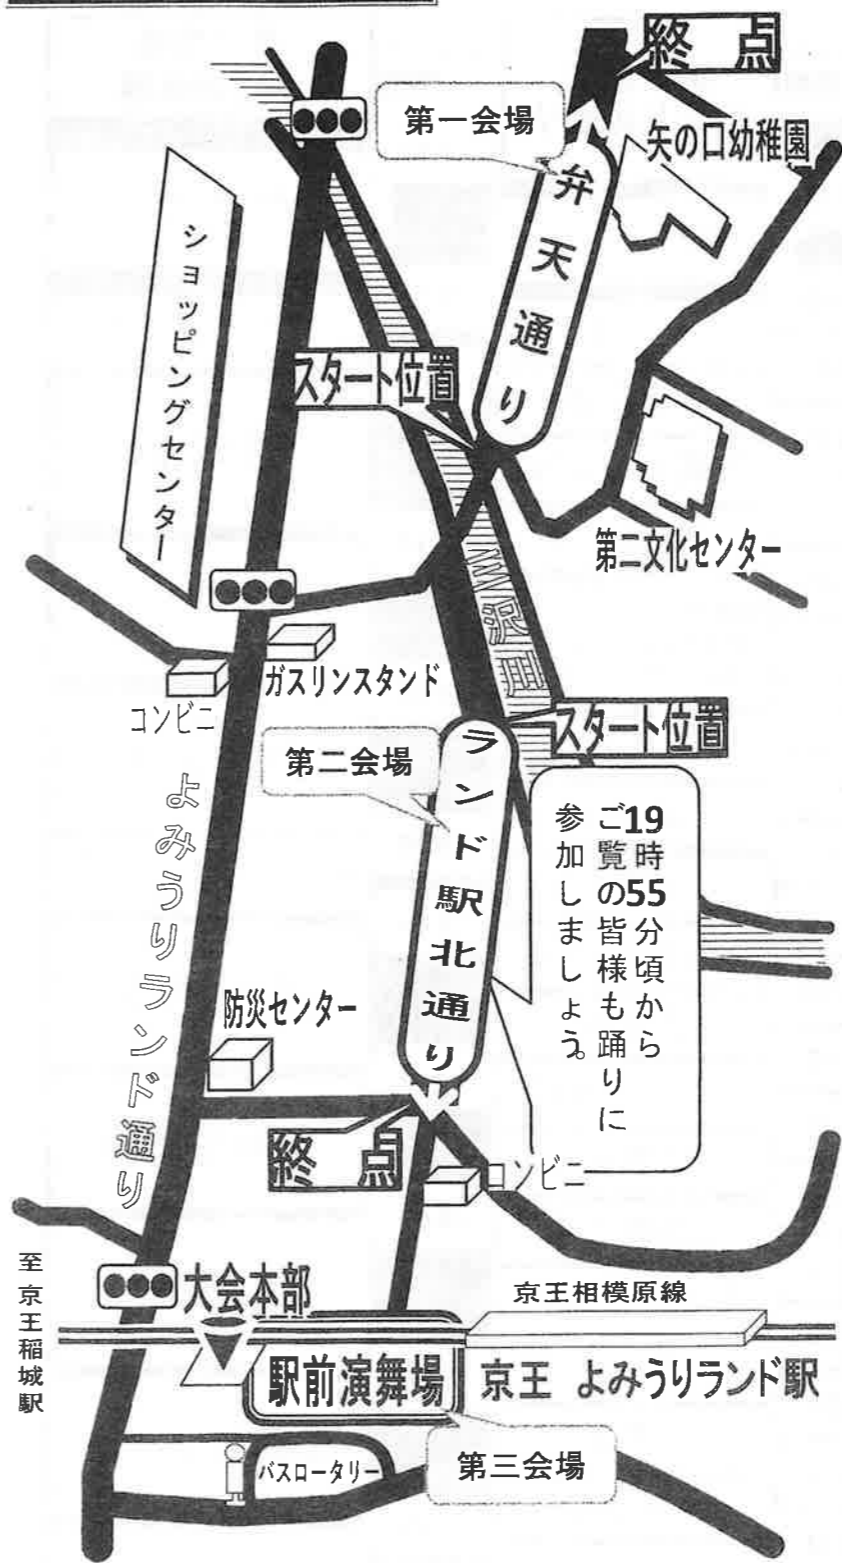 終　点
第一会場
矢の口幼稚園
弁天通り
ショッピングセンター
スタート位置
第二文化センター
三沢川
ガスリンスタンド
コンビニ
スタート位置
第二会場
ランド駅北通り
19時55分頃から
ご覧の皆様も踊りに
参加しましょう。
よみうりランド通り
防災センター
終　点
コンビニ
至 京王稲城駅
大会本部
京王相模原線
駅前演舞場
京王 よみうりランド駅
バスロータリー
第三会場